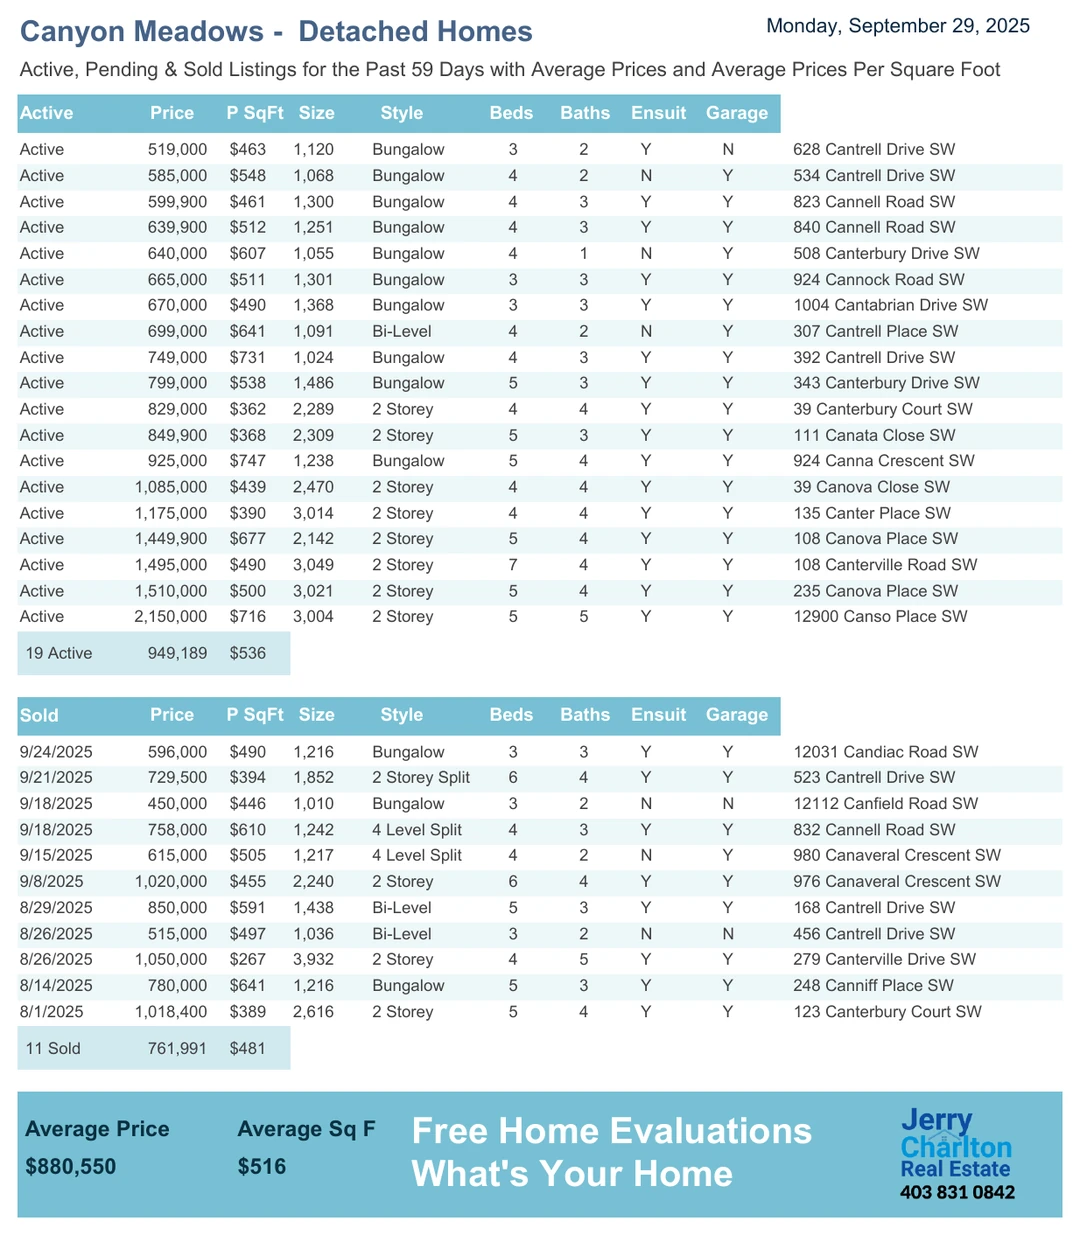 Canyon Meadows - Detached Homes
Monday, September 29, 2025
Active, Pending & Sold Listings for the Past 59 Days with Average Prices and Average Prices Per Square Foot
Active Price P SqFt Size Style Beds Baths Ensuit Garage
Active 519,000 $463 1,120 Bungalow 3 2 Y N 628 Cantrell Drive SW
Active 585,000 $548 1,068 Bungalow 4 2 N Y 534 Cantrell Drive SW
Active 599,900 $461 1,300 Bungalow 4 3 Y Y 823 Cannell Road SW
Active 639,900 $512 1,251 Bungalow 4 3 Y Y 840 Cannell Road SW
Active 640,000 $607 1,055 Bungalow 4 1 N Y 508 Canterbury Drive SW
Active 665,000 $511 1,301 Bungalow 3 3 Y Y 924 Cannock Road SW
Active 670,000 $490 1,368 Bungalow 3 3 Y Y 1004 Cantabrian Drive SW
Active 699,000 $641 1,091 Bi-Level 4 2 N Y 307 Cantrell Place SW
Active 749,000 $731 1,024 Bungalow 4 3 Y Y 392 Cantrell Drive SW
Active 799,000 $538 1,486 Bungalow 5 3 Y Y 343 Canterbury Drive SW
Active 829,000 $362 2,289 2 Storey 4 4 Y Y 39 Canterbury Court SW
Active 849,900 $368 2,309 2 Storey 5 3 Y Y 111 Canata Close SW
Active 925,000 $747 1,238 Bungalow 5 4 Y Y 924 Canna Crescent SW
Active 1,085,000 $439 2,470 2 Storey 4 4 Y Y 39 Canova Close SW
Active 1,175,000 $390 3,014 2 Storey 4 4 Y Y 135 Canter Place SW
Active 1,449,900 $677 2,142 2 Storey 5 4 Y Y 108 Canova Place SW
Active 1,495,000 $490 3,049 2 Storey 7 4 Y Y 108 Canterville Road SW
Active 1,510,000 $500 3,021 2 Storey 5 4 Y Y 235 Canova Place SW
Active 2,150,000 $716 3,004 2 Storey 5 5 Y Y 12900 Canso Place SW
19 Active 949,189 $536
Sold Price P SqFt Size Style Beds Baths Ensuit Garage
9/24/2025 596,000 $490 1,216 Bungalow 3 3 Y Y 12031 Candiac Road SW
9/21/2025 729,500 $394 1,852 2 Storey Split 6 4 Y Y 523 Cantrell Drive SW
9/18/2025 450,000 $446 1,010 Bungalow 3 2 N N 12112 Canfield Road SW
9/18/2025 758,000 $610 1,242 4 Level Split 4 3 Y Y 832 Cannell Road SW
9/15/2025 615,000 $505 1,217 4 Level Split 4 2 N Y 980 Canaveral Crescent SW
9/8/2025 1,020,000 $455 2,240 2 Storey 6 4 Y Y 976 Canaveral Crescent SW
8/29/2025 850,000 $591 1,438 Bi-Level 5 3 Y Y 168 Cantrell Drive SW
8/26/2025 515,000 $497 1,036 Bi-Level 3 2 N N 456 Cantrell Drive SW
8/26/2025 1,050,000 $267 3,932 2 Storey 4 5 Y Y 279 Canterville Drive SW
8/14/2025 780,000 $641 1,216 Bungalow 5 3 Y Y 248 Canniff Place SW
8/1/2025 1,018,400 $389 2,616 2 Storey 5 4 Y Y 123 Canterbury Court SW
11 Sold 761,991 $481
Average Price Average Sq F
$880,550 $516
Free Home Evaluations
What's Your Home
Jerry
Charlton
Real Estate
403 831 0842